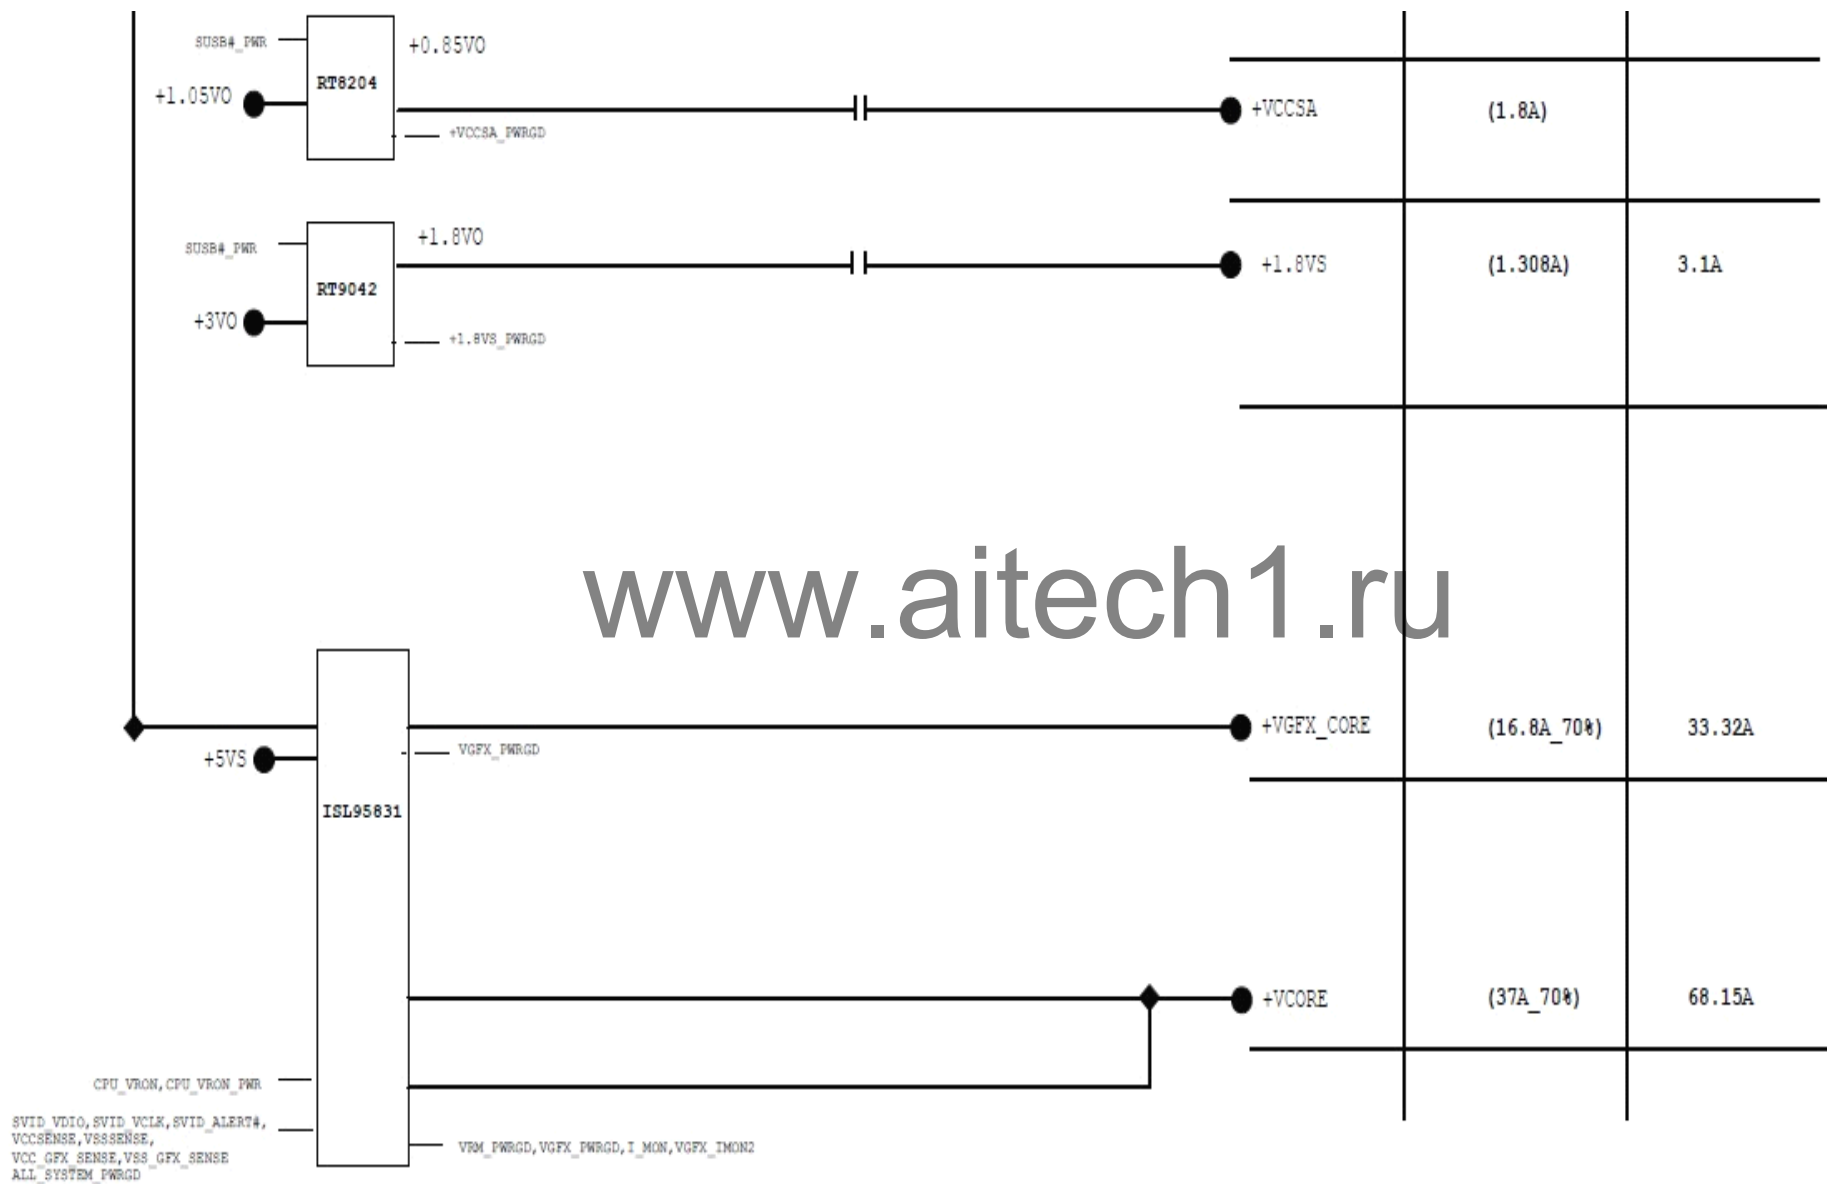 SUSB#_PWR
+0.85VO
RT8204
+1.05VO
+VCCSA
(1.8A)
+VCCSA_PWRGD
+1.8VO
SUSB#_PWR
+1.8VS
(1.308A)
3.1A
RT9042
+3VO
+1.8VS_PWRGD
www.aitech1.ru
+VGFX_CORE
(16.8A_70%)
33.32A
VGFX_PWRGD
+5VS
ISL95831
+VCORE
(37A_70%)
68.15A
CPU_VRON,CPU_VRON_PWR
SVID_VDIO,SVID_VCLK,SVID_ALERT#,
VCCSENSE,VSSSENSE,
VCC_GFX_SENSE,VSS_GFX_SENSE
ALL_SYSTEM_PWRGD
VRM_PWRGD,VGFX_PWRGD,I_MON,VGFX_IMON2